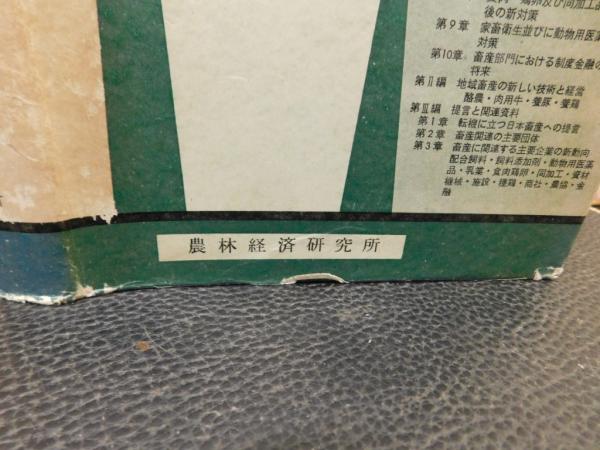 後の新対策
第9章 家畜衛生並びに動物用医薬
対策
第10章 畜産部門における制度金融の
将来
第Ⅱ編 地域畜産の新しい技術と経営
酪農・肉用牛・養豚・養鶏
第Ⅲ編 提言と関連資料
第1章 転機に立つ日本畜産への提言
第2章 畜産関連の主要団体
第3章 畜産に関連する主要企業の新動向
配合飼料・飼料添加剤・動物用医薬
品・乳業・食肉鶏卵・同加工・資材
機械・施設・種鶏・商社・農協・金
融
農林経済研究所